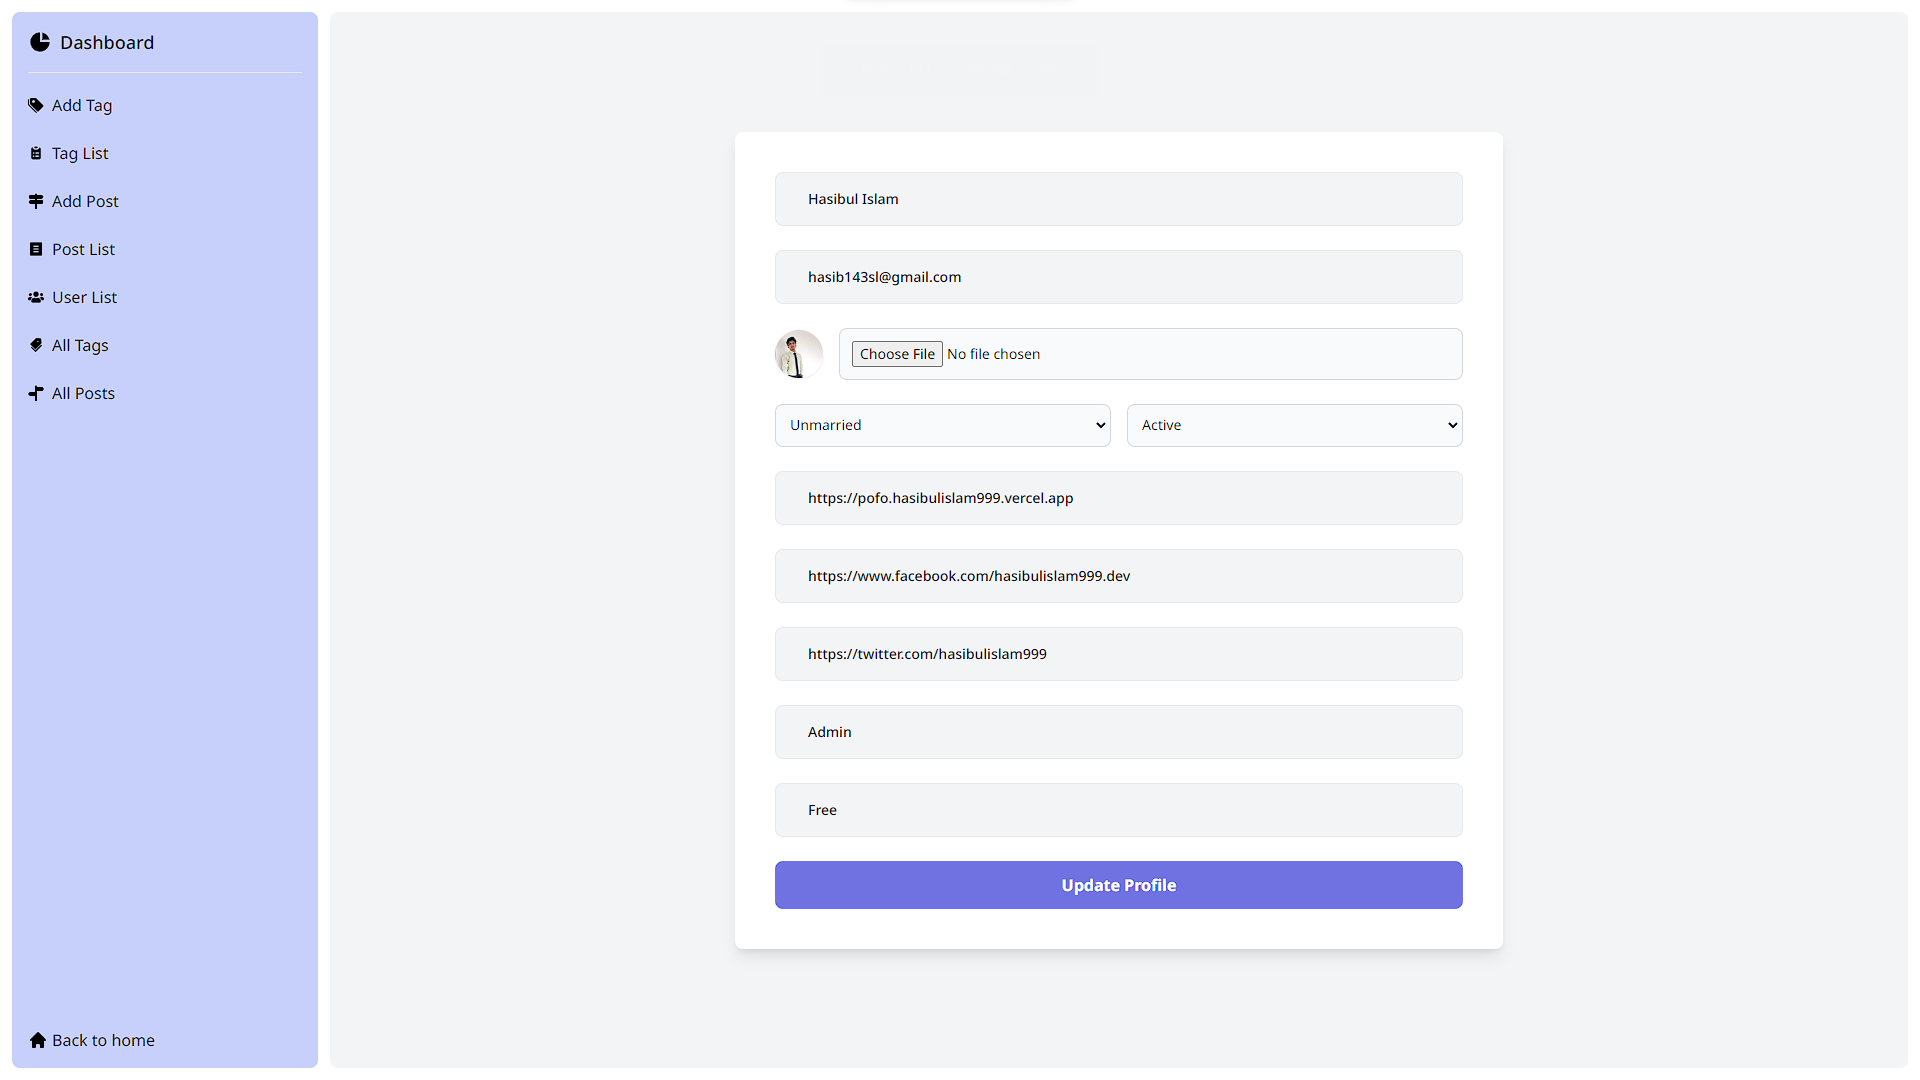 Dashboard
Add Tag
Tag List
Add Post
Post List
User List
All Tags
All Posts
Back to home
Hasibul Islam
hasib143sl@gmail.com
Choose File No file chosen
Unmarried
Active
https://pofo.hasibulislam999.vercel.app
https://www.facebook.com/hasibulislam999.dev
https://twitter.com/hasibulislam999
Admin
Free
Update Profile